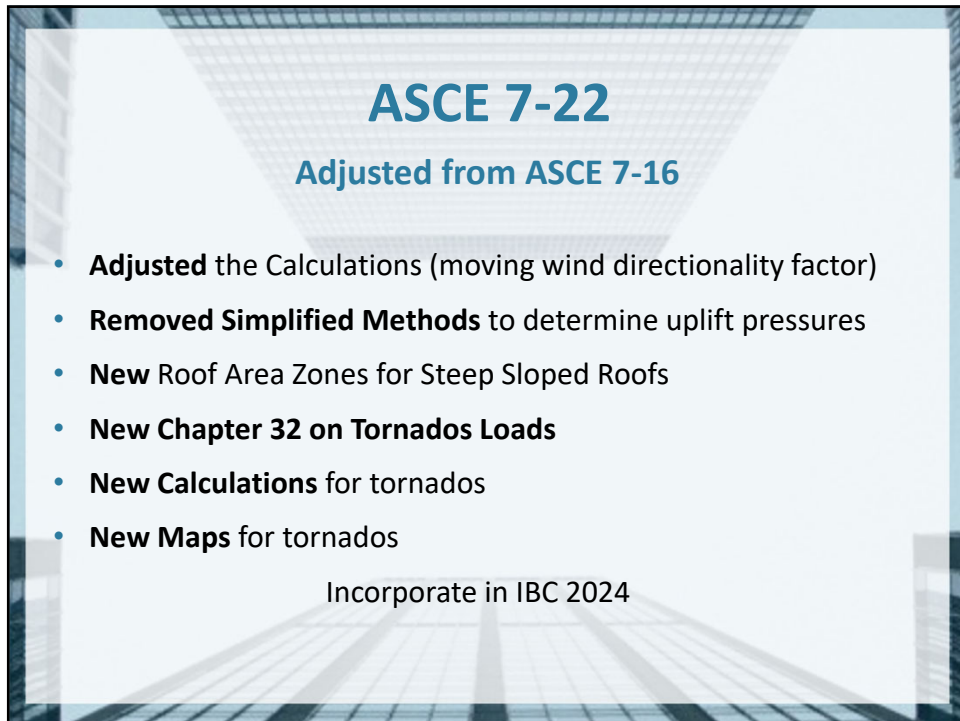 ASCE 7-22
Adjusted from ASCE 7-16
• Adjusted the Calculations (moving wind directionality factor)
• Removed Simplified Methods to determine uplift pressures
• New Roof Area Zones for Steep Sloped Roofs
• New Chapter 32 on Tornados Loads
• New Calculations for tornados
• New Maps for tornados
Incorporate in IBC 2024